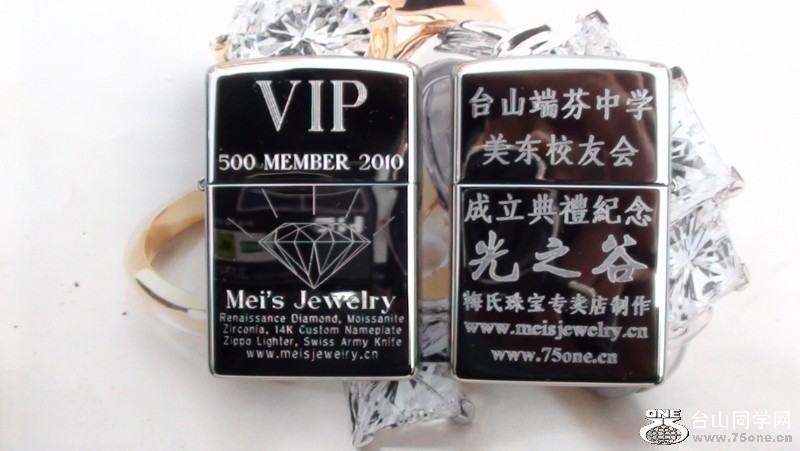 VIP
500 MEMBER 2010
Mei's Jewelry
Renaissance Diamond, Moissanite
Zirconia, 14K Custom Nameplate
Zippo Lighter, Swiss Army Knife
www.meisjewelry.cn
台山端芬中学
美东校友会
成立典禮紀念
光之谷
梅氏珠宝专卖店制作
www.meisjewelry.cn
www.75one.cn
ONE
台山同学网
www.75one.cn